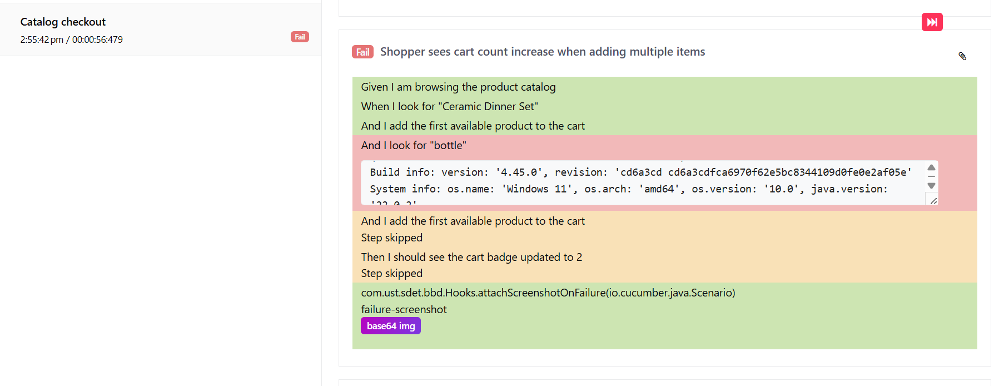 Catalog checkout
2:55:42 pm / 00:00:56:479
Fail
Fail Shopper sees cart count increase when adding multiple items
Given I am browsing the product catalog
When I look for "Ceramic Dinner Set"
And I add the first available product to the cart
And I look for "bottle"
Build info: version: '4.45.0', revision: 'cd6a3cd cd6a3cdfca6970f62e5bc8344109d0fe0e2af05e'
System info: os.name: 'Windows 11', os.arch: 'amd64', os.version: '10.0', java.version:
And I add the first available product to the cart
Step skipped
Then I should see the cart badge updated to 2
Step skipped
com.ust.sdet.bbd.Hooks.attachScreenshotOnFailure(io.cucumber.java.Scenario)
failure-screenshot
base64 img